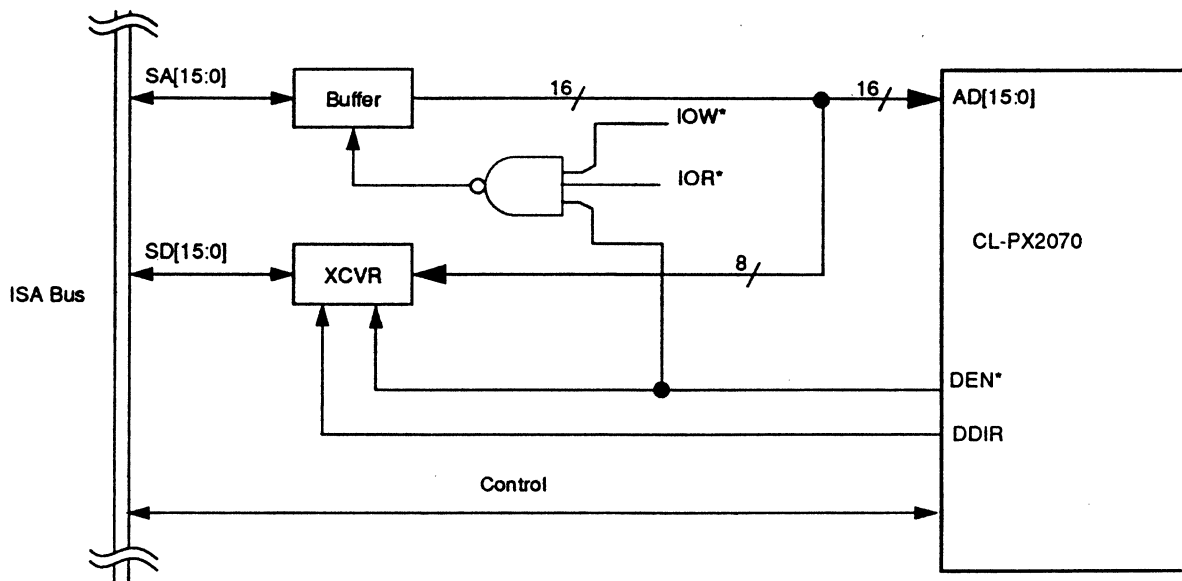 SA[15:0]
Buffer
16
16
AD[15:0]
IOW*
IOR*
SD[15:0]
XCVR
8
CL-PX2070
ISA Bus
DEN*
DDIR
Control